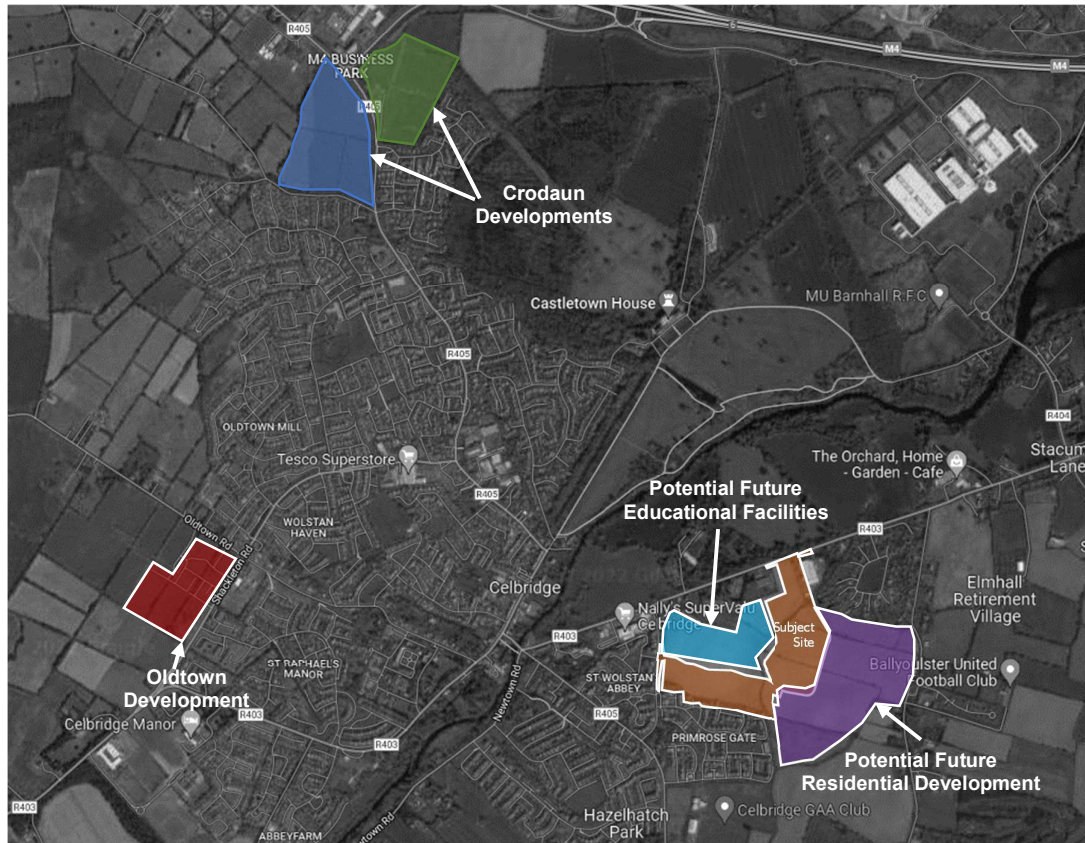 R405
M4 BUSINESS
PARK
6
M4
M4
Crodaun
Developments
Castletown House
MU Barnhall R.F.C
R405
R404
OLDTOWN MILL
Tesco Superstore
The Orchard, Home
- Garden - Cafe
Stacum
Lane
R405
Potential Future
Educational Facilities
WOLSTAN
HAVEN
Oldtown Rd
Shackleton Rd
R403
Celbridge
Elmhall
Retirement
Village
Nally's SuperValu
Celbridge
Subject
Site
R403
ST RAPHAEL'S
MANOR
Oldtown
Development
ST WOLSTAN
ABBEY
Ballyoulster United
Football Club
Newtown Rd
R403
R405
Celbridge Manor
R403
PRIMROSE GATE
Potential Future
Residential Development
R403
Hazelhatch
Park
Celbridge GAA Club
ABBEYFARM